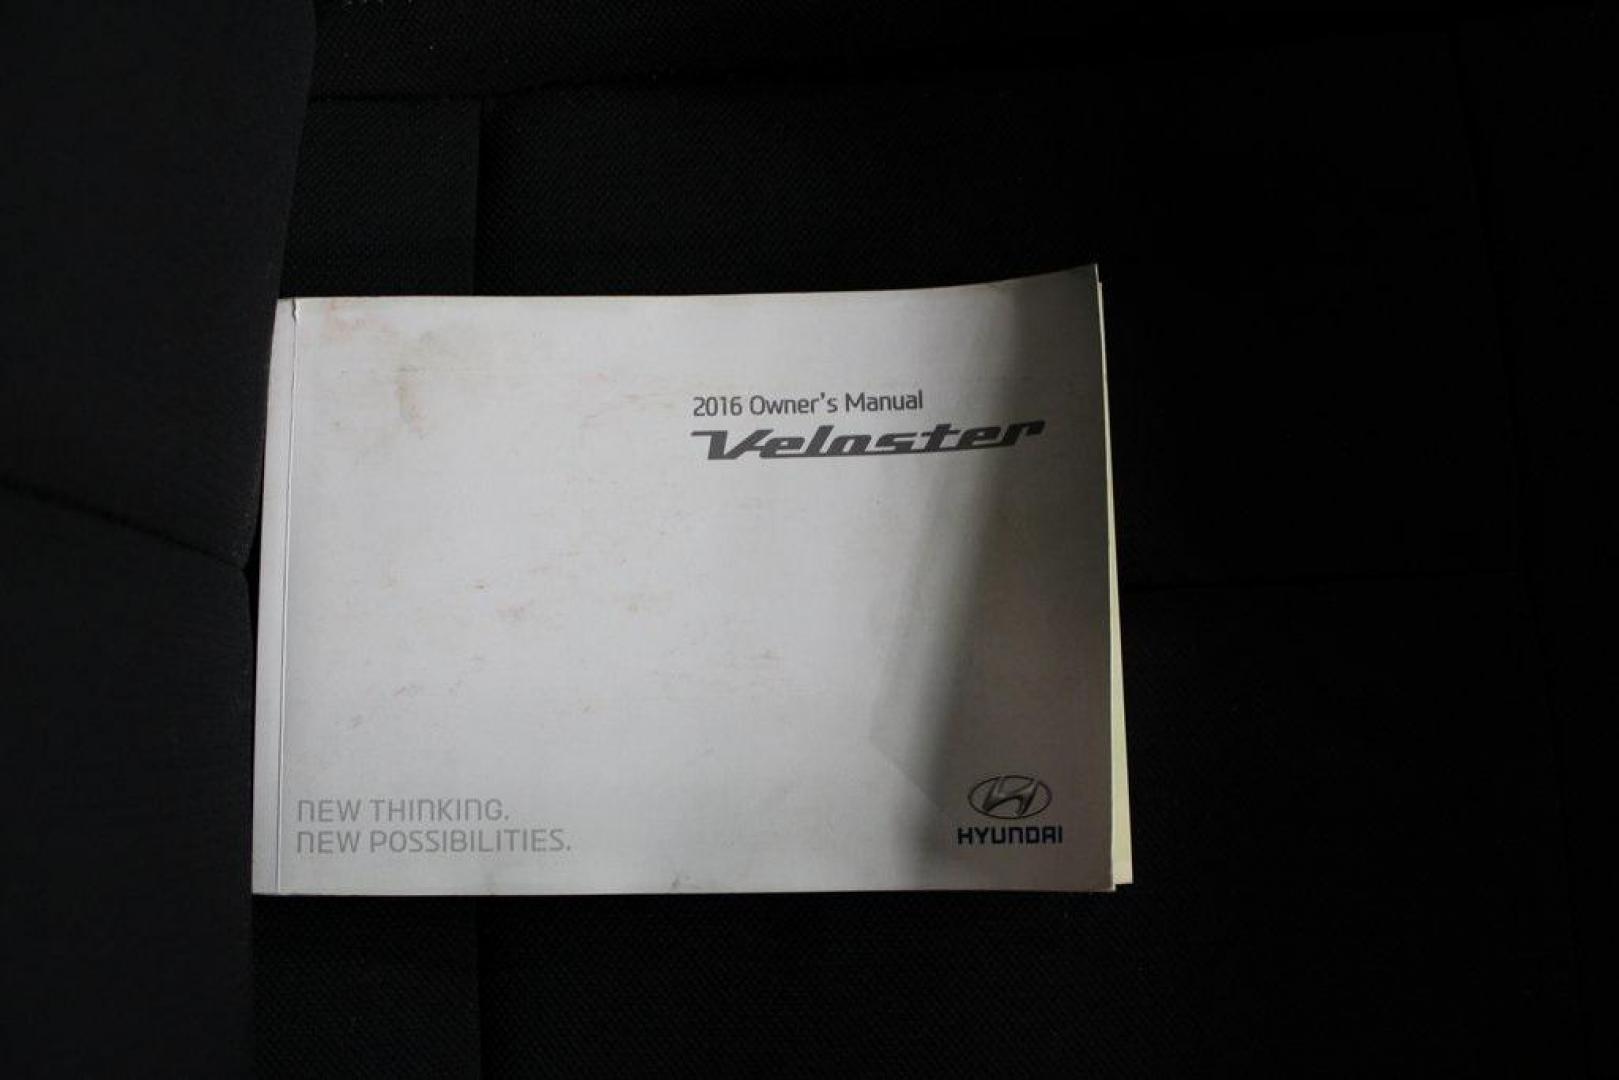 2016 Owner's Manual
Veloster
NEW THINKING.
NEW POSSIBILITIES.
HYUNDAI